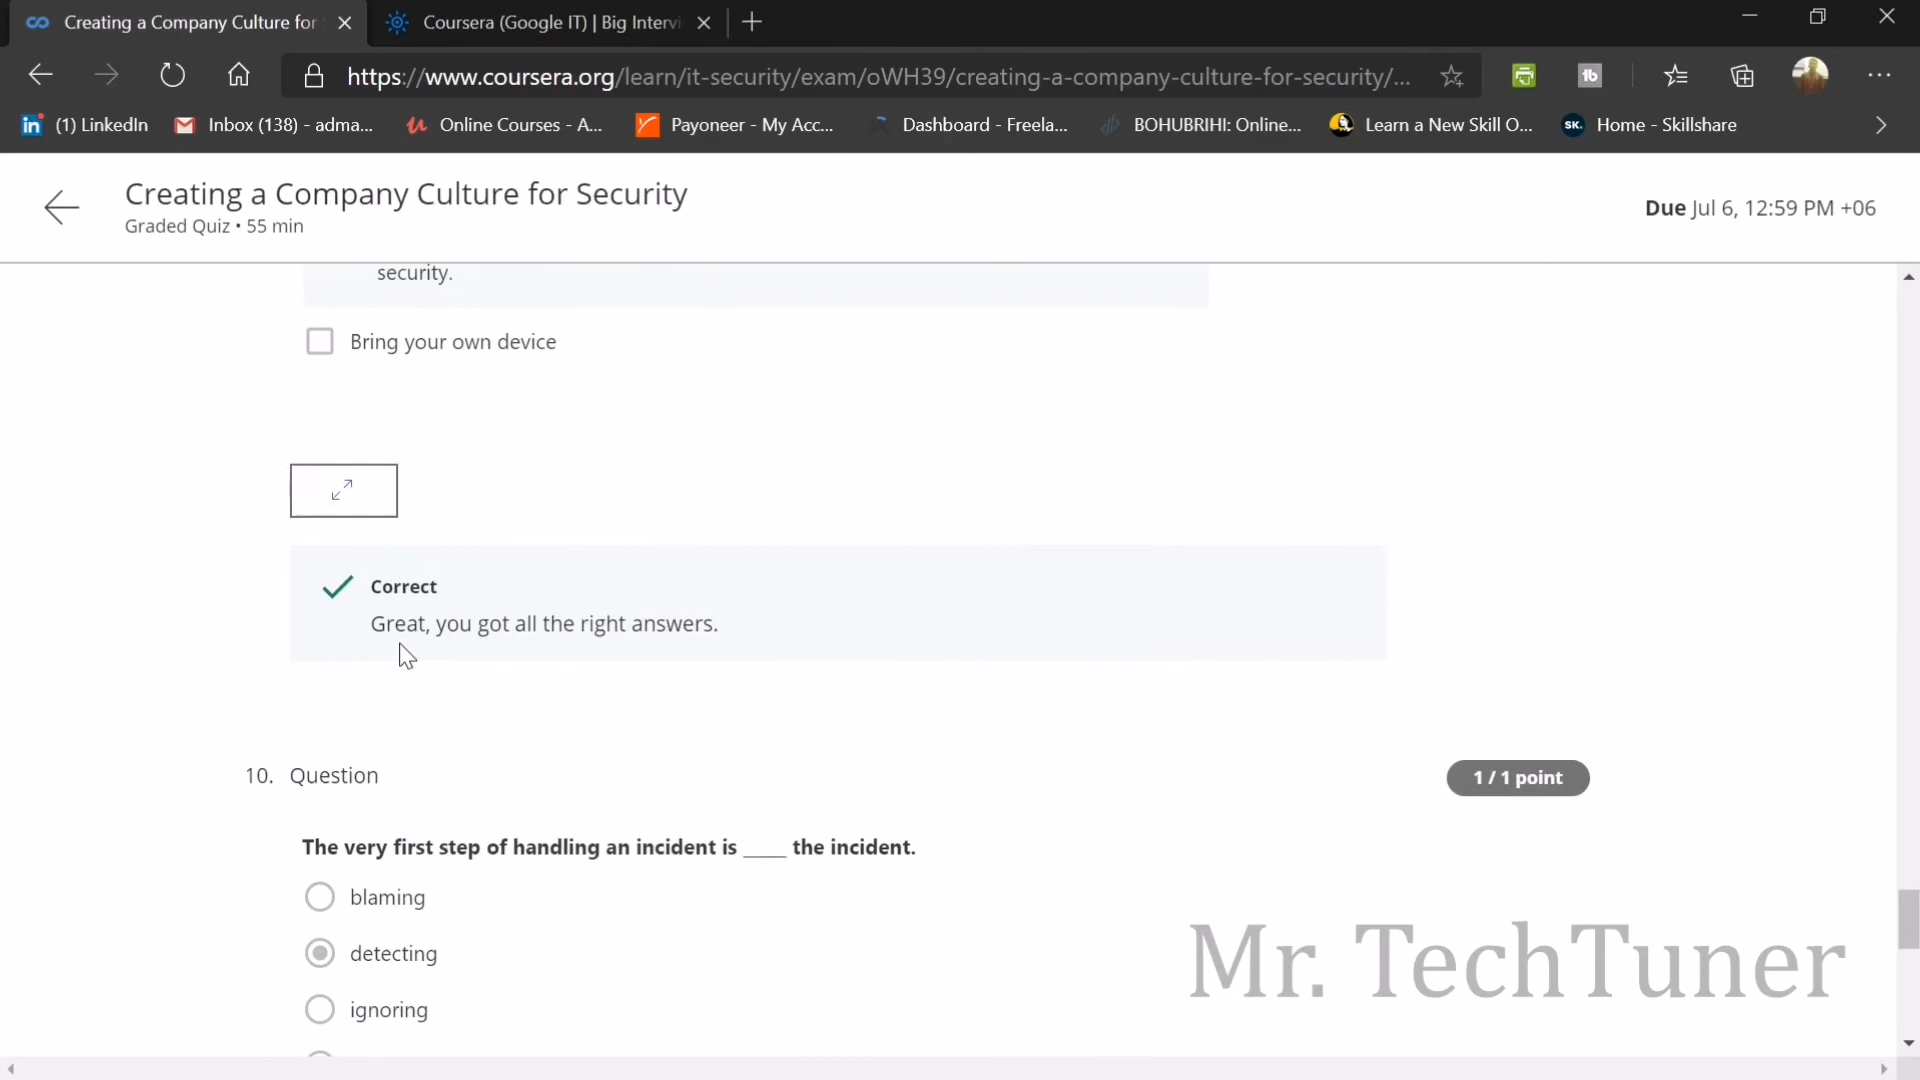 Creating a Company Culture for
Coursera (Google IT) | Big Intervi
https://www.coursera.org/learn/it-security/exam/oWH39/creating-a-company-culture-for-security/...
tb
in (1) LinkedIn
Inbox (138) - adma...
Online Courses - A...
Payoneer - My Acc...
Dashboard - Freela...
BOHUBRIHI: Online...
Learn a New Skill O...
SK. Home - Skillshare
Creating a Company Culture for Security
Graded Quiz • 55 min
Due Jul 6, 12:59 PM +06
security.
Bring your own device
Correct
Great, you got all the right answers.
10. Question
1 / 1 point
The very first step of handling an incident is ____ the incident.
blaming
detecting
ignoring
Mr. TechTuner